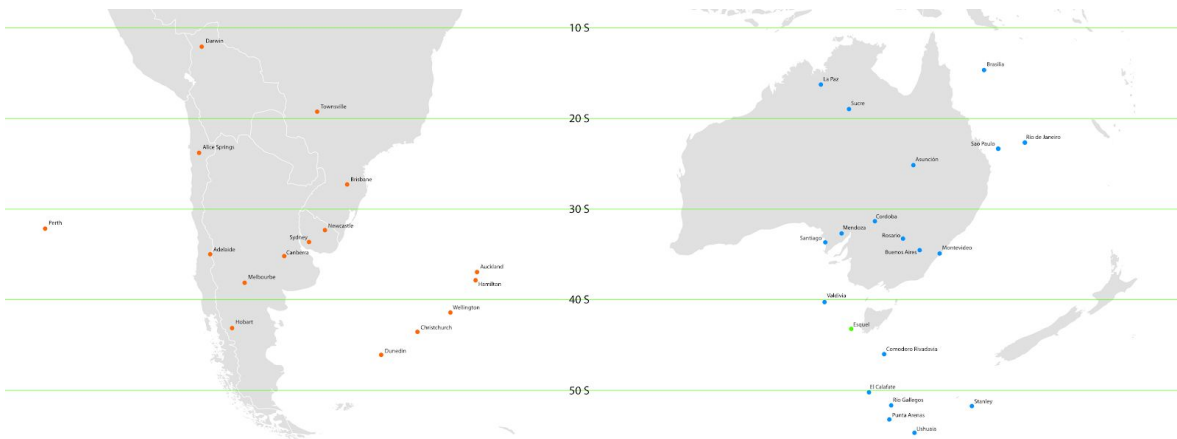 10 S
20 S
30 S
40 S
50 S
Darwin
Townsville
Alice Springs
Brisbane
Perth
Newcastle
Sydney
Adelaide
Canberra
Auckland
Melbourne
Hamilton
Wellington
Hobart
Christchurch
Dunedin
Brasilia
La Paz
Sucre
Rio de Janeiro
Sao Paulo
Asunción
Cordoba
Mendoza
Santiago
Rosario
Buenos Aires
Montevideo
Valdivia
Esquel
Comodoro Rivadavia
El Calafate
Rio Gallegos
Stanley
Punta Arenas
Ushuaia